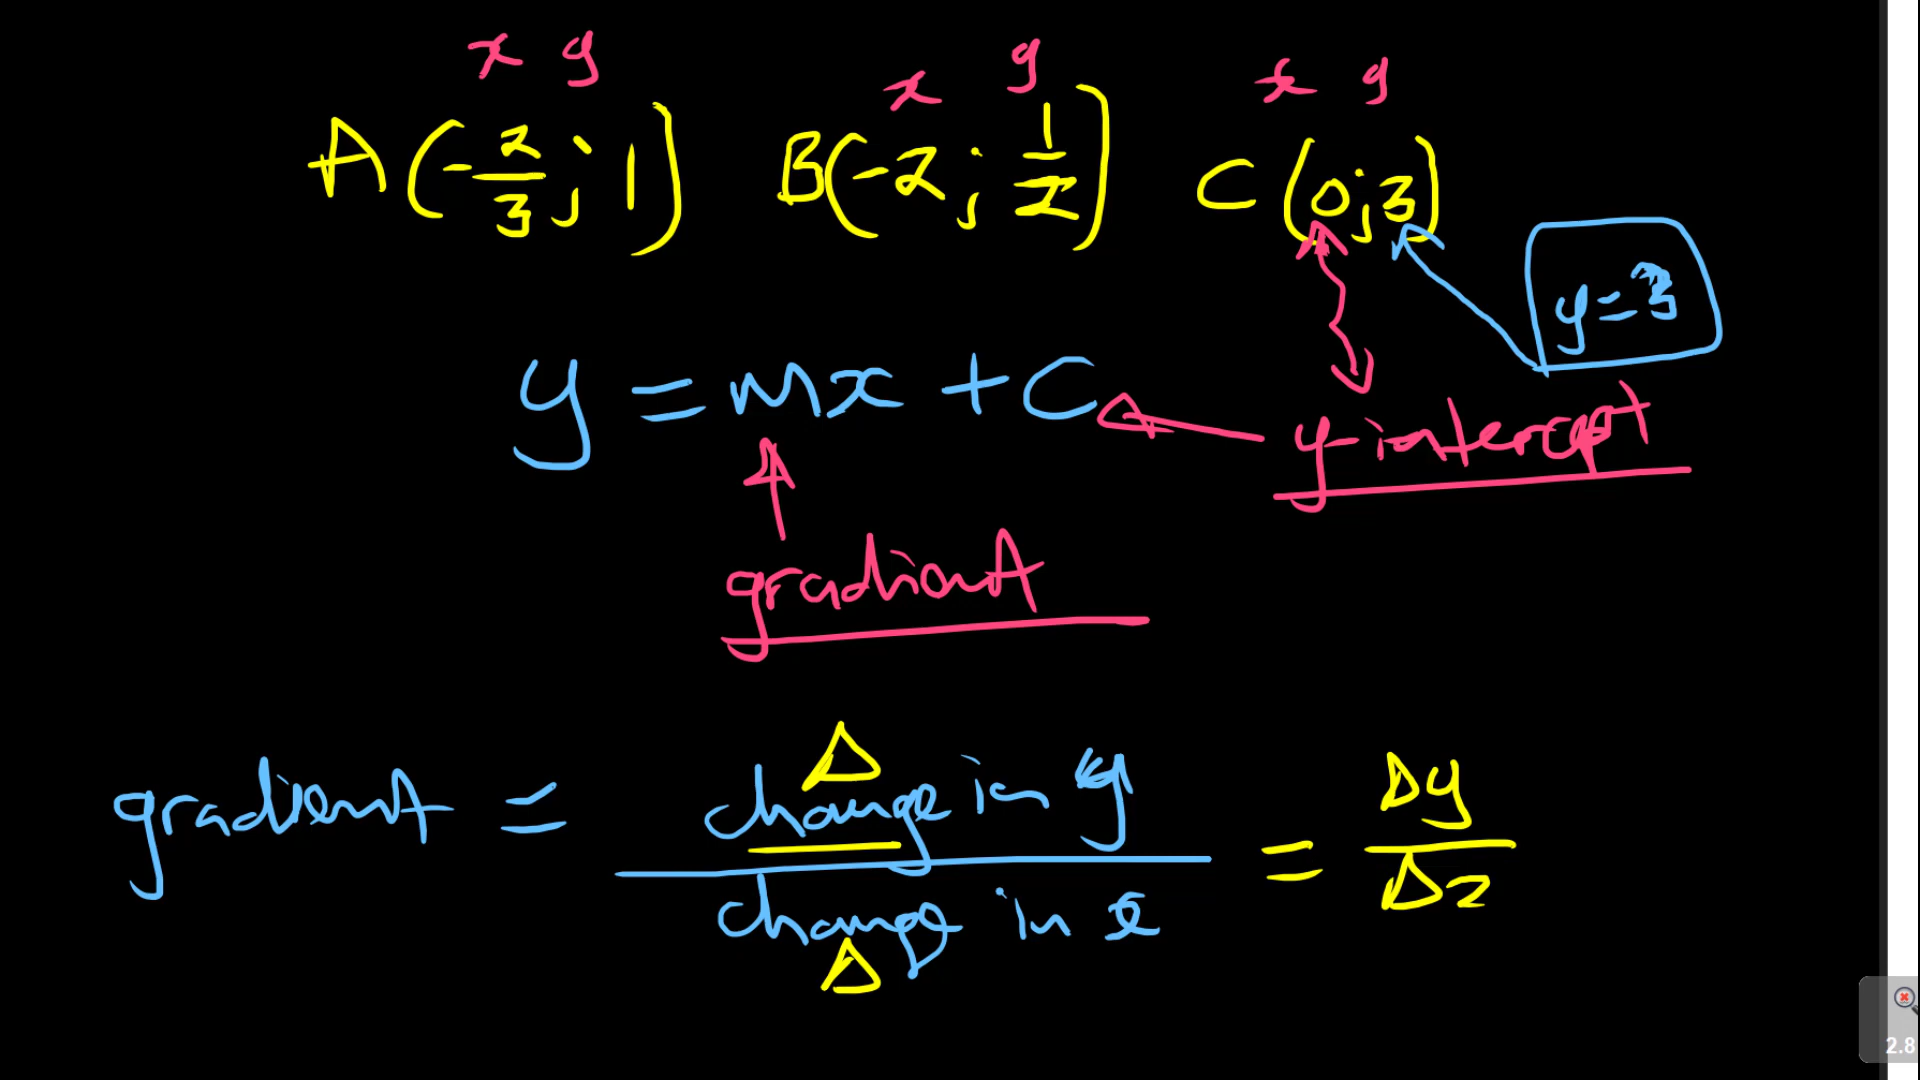 x y x y x y
A(-2/3; 1) B(-2; 1/2) C(0; 3)
y=3
y = mx + C
y-intercept
gradient
gradient = change in y / change in x = Δy/Δx
Δ
Δ
2.8